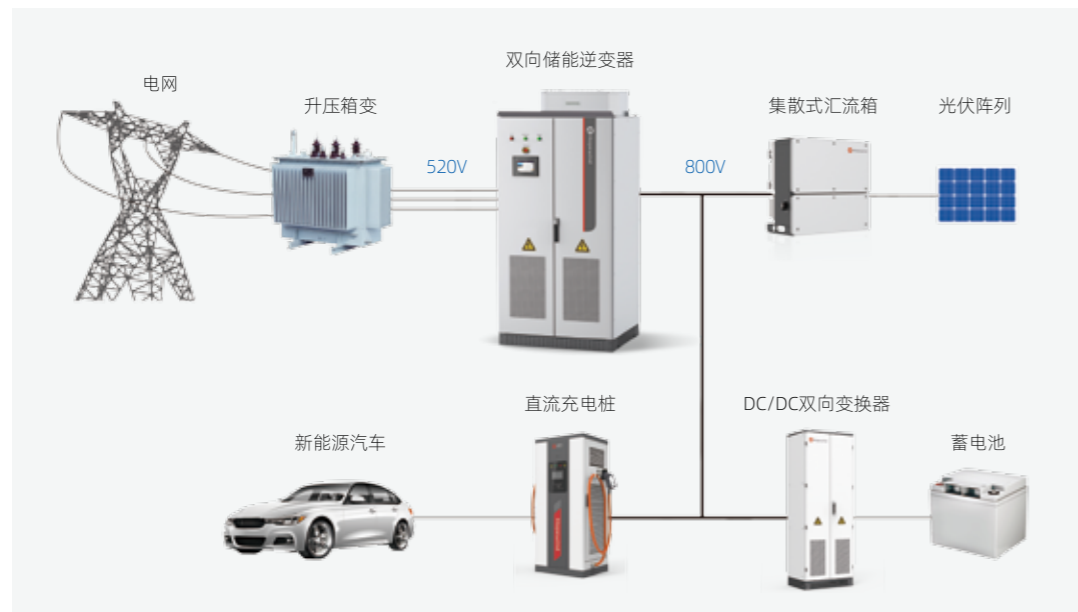 双向储能逆变器
电网
升压箱变
集散式汇流箱
光伏阵列
520V
800V
直流充电桩
DC/DC双向变换器
新能源汽车
蓄电池